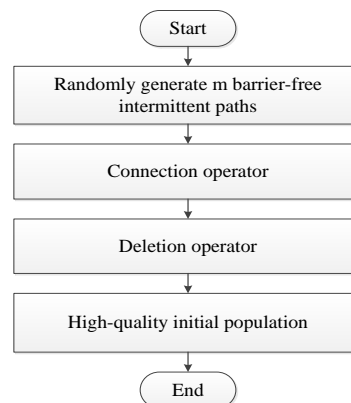 Start
Randomly generate m barrier-free
intermittent paths
Connection operator
Deletion operator
High-quality initial population
End